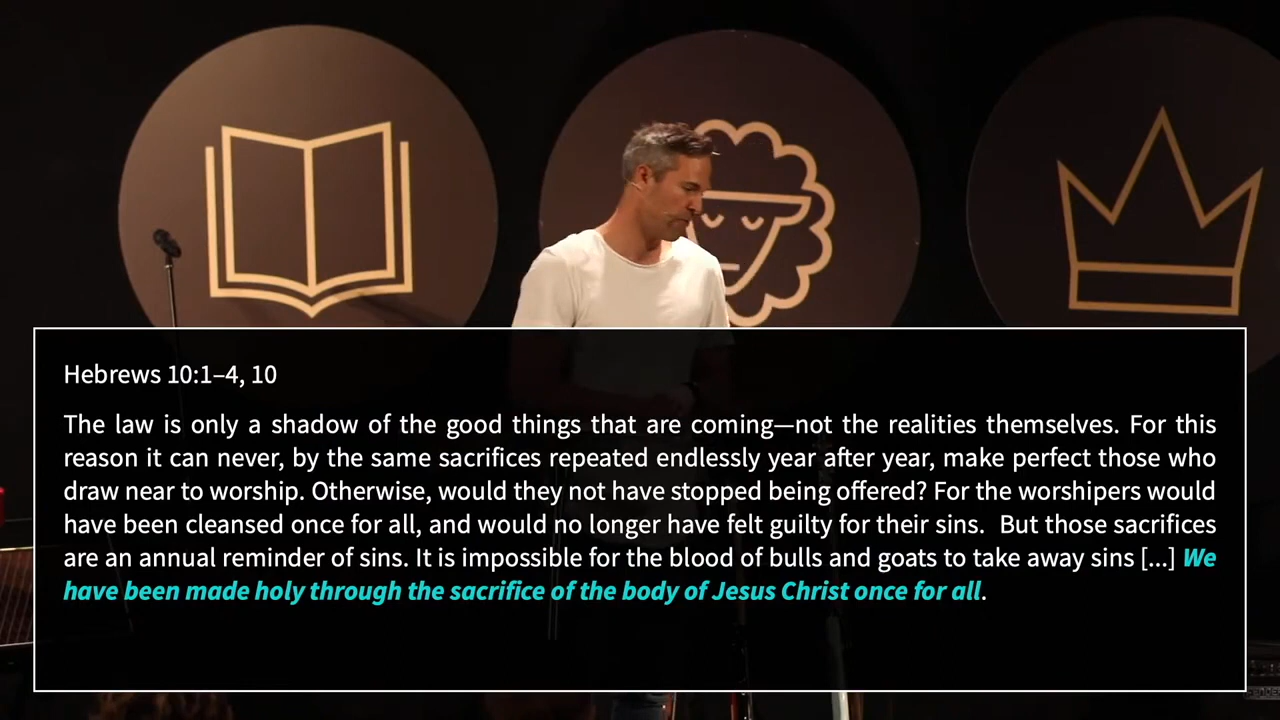 Hebrews 10:1–4, 10
The law is only a shadow of the good things that are coming—not the realities themselves. For this
reason it can never, by the same sacrifices repeated endlessly year after year, make perfect those who
draw near to worship. Otherwise, would they not have stopped being offered? For the worshipers would
have been cleansed once for all, and would no longer have felt guilty for their sins.  But those sacrifices
are an annual reminder of sins. It is impossible for the blood of bulls and goats to take away sins [...] We
have been made holy through the sacrifice of the body of Jesus Christ once for all.